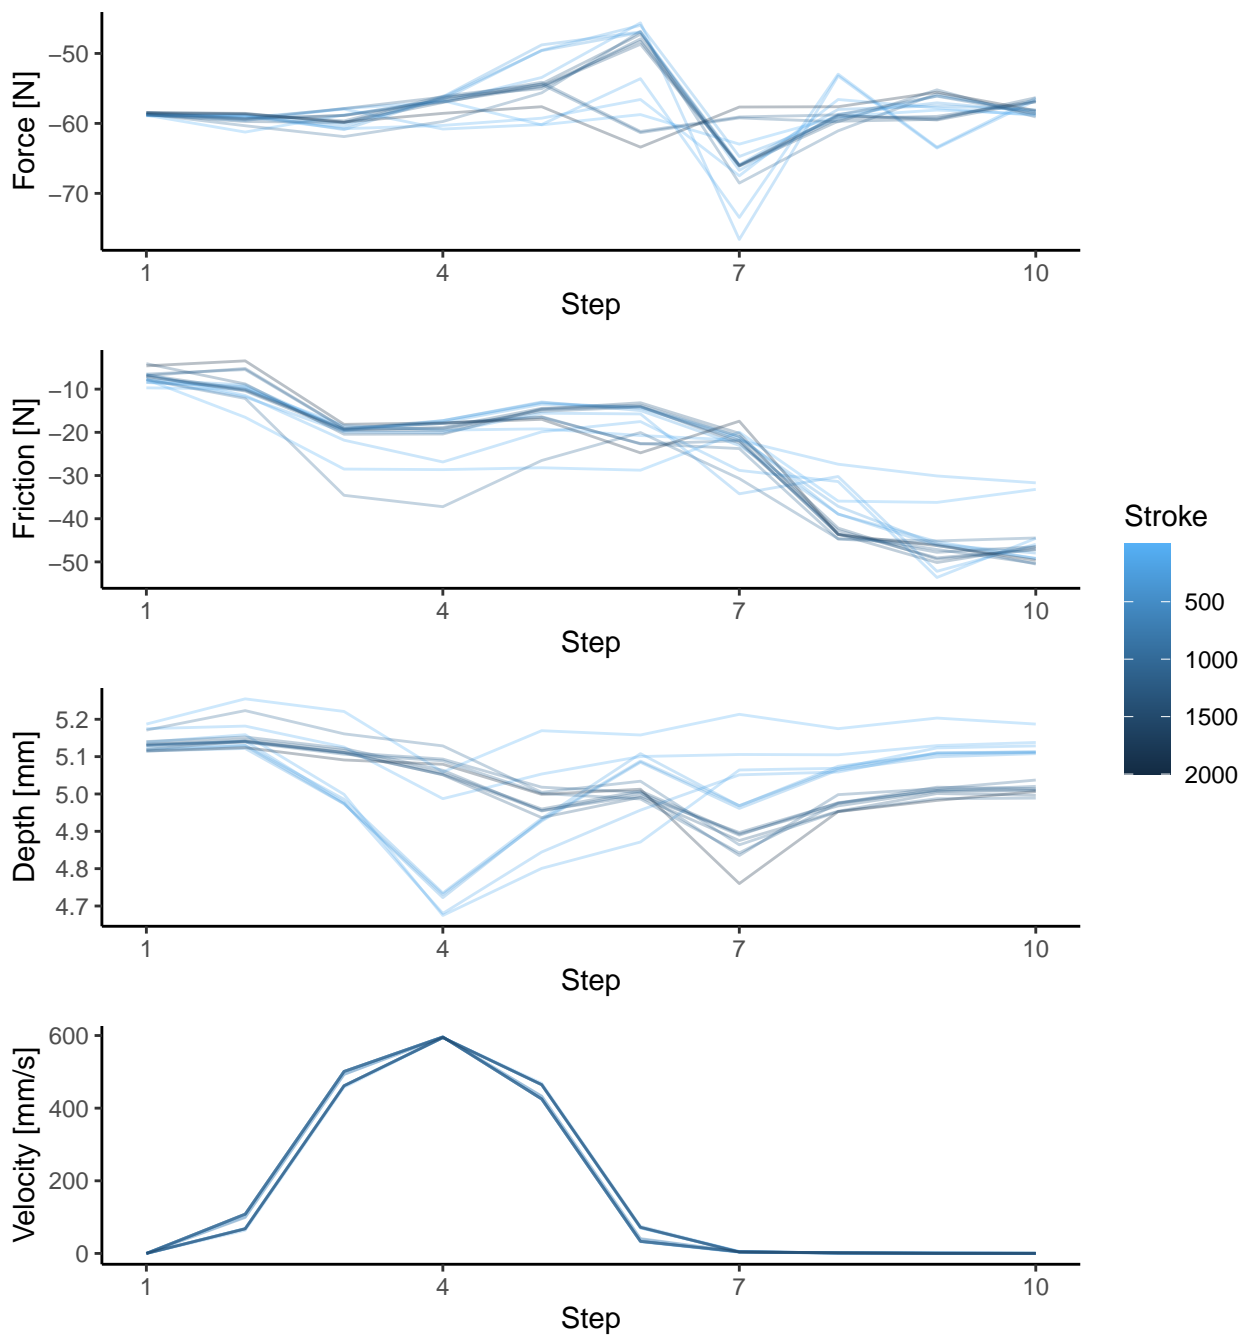 Force [N]
−50
−60
−70
1 4 7 10
Step
Friction [N]
−10
−20
−30
−40
−50
1 4 7 10
Step
Depth [mm]
5.2
5.1
5.0
4.9
4.8
4.7
1 4 7 10
Step
Velocity [mm/s]
600
400
200
0
1 4 7 10
Step
Stroke
500
1000
1500
2000